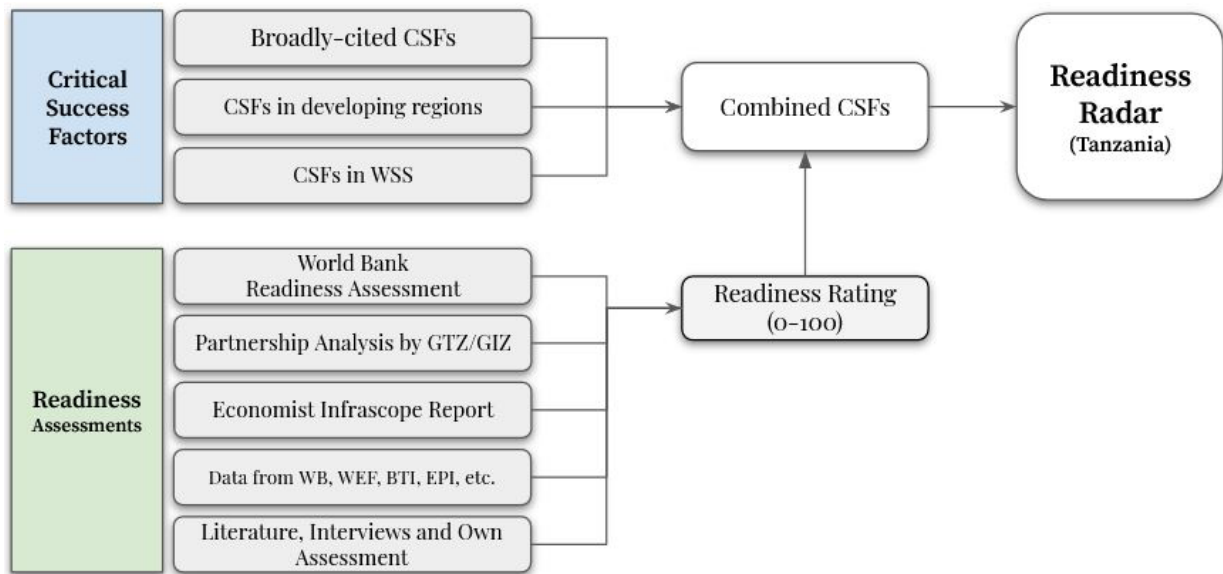 Critical
Success
Factors
Broadly-cited CSFs
CSFs in developing regions
CSFs in WSS
Combined CSFs
Readiness
Radar
(Tanzania)
Readiness
Assessments
World Bank
Readiness Assessment
Partnership Analysis by GTZ/GIZ
Economist Infrascope Report
Data from WB, WEF, BTI, EPI, etc.
Literature, Interviews and Own
Assessment
Readiness Rating
(0-100)